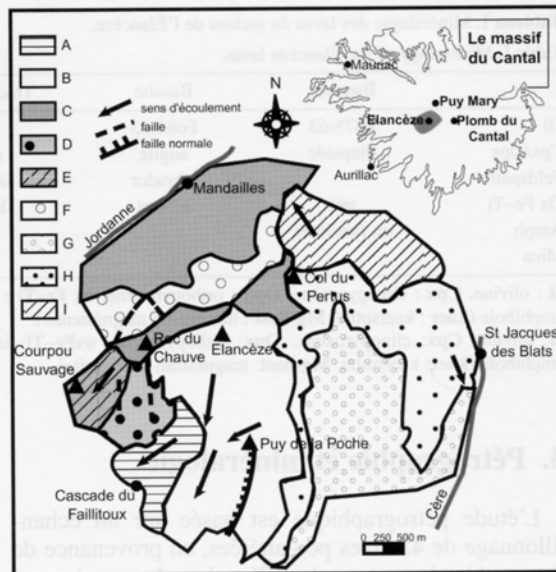 A
B
C
D
E
F
G
H
I
sens d'écoulement
faille
faille normale
N
Le massif
du Cantal
Mauriac
Puy Mary
Elancèze
Plomb du
Cantal
Aurillac
Mandailles
Jordanne
Col du
Pertus
St Jacques
des Blats
Roc du
Chauve
Elancèze
Courpou
Sauvage
Puy de la Poche
Cascade du
Faillitoux
Cère
0 250 500 m